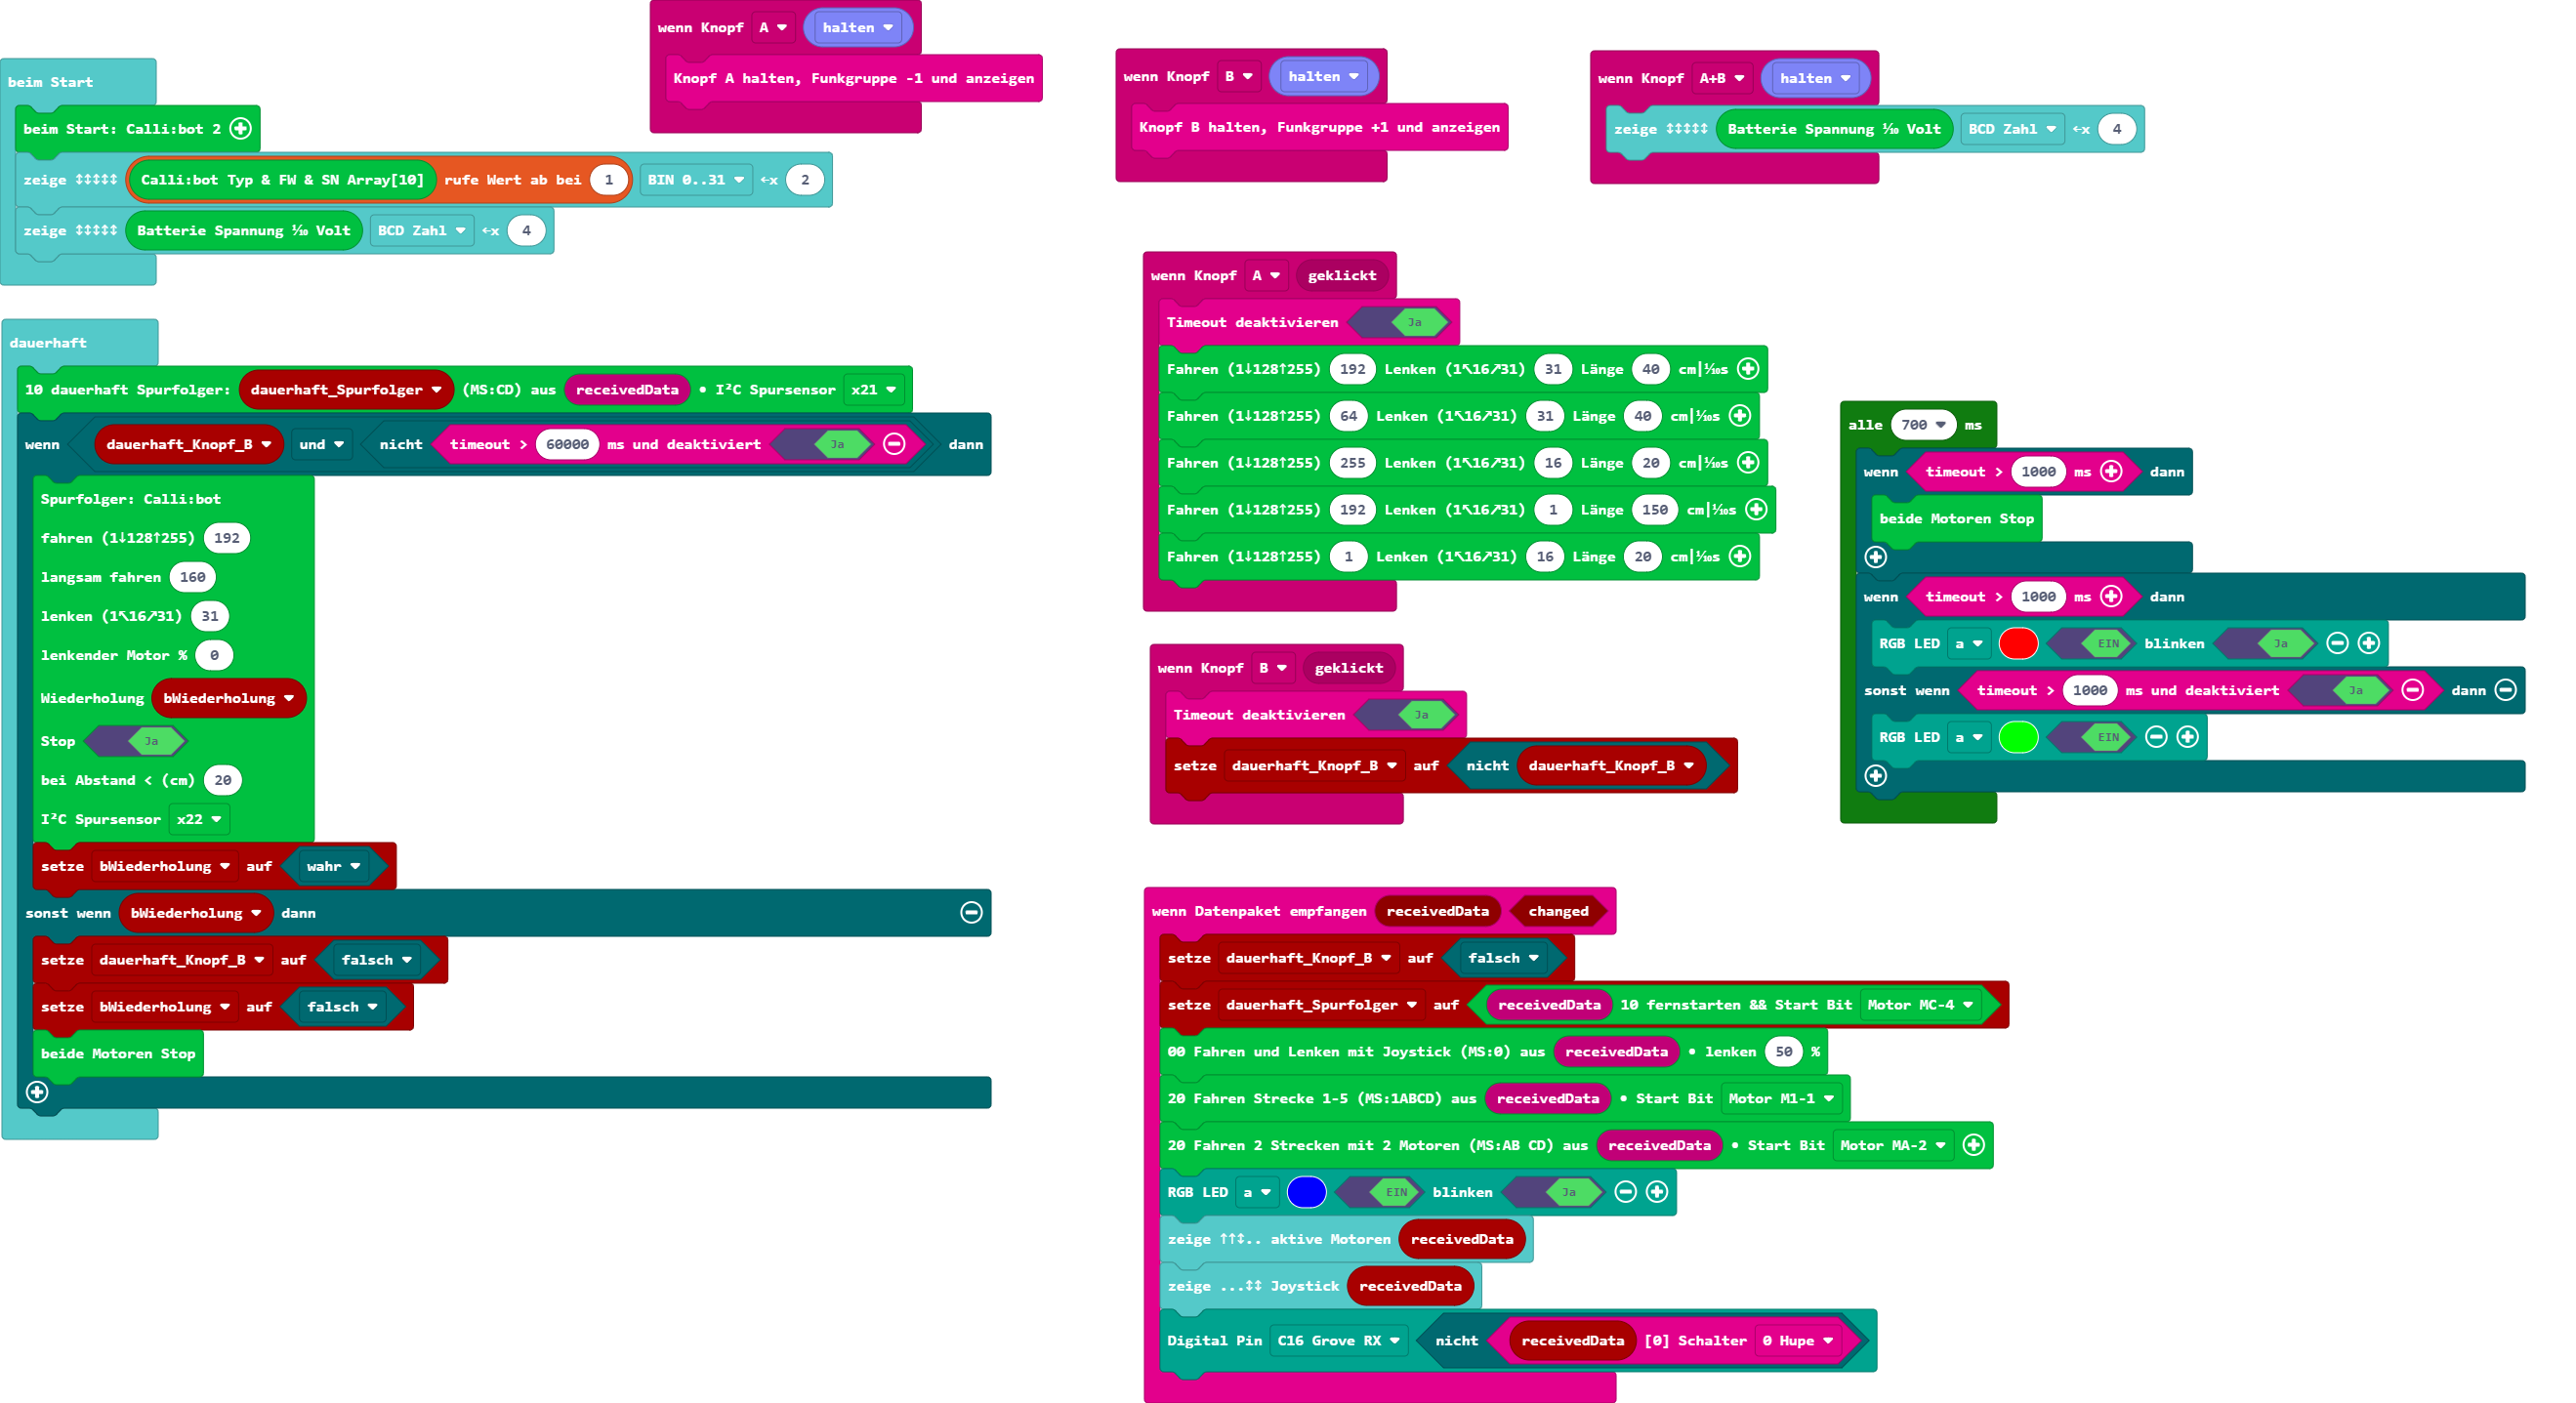 wenn Knopf A halten
Knopf A halten, Funkgruppe -1 und anzeigen
beim Start
beim Start: Calli:bot 2
zeige ↕↕↕↕↕ Calli:bot Typ & FW & SN Array[10] rufe Wert ab bei 1 BIN 0..31 ←x 2
zeige ↕↕↕↕↕ Batterie Spannung ⅒ Volt BCD Zahl ←x 4
wenn Knopf B halten
Knopf B halten, Funkgruppe +1 und anzeigen
wenn Knopf A+B halten
zeige ↕↕↕↕↕ Batterie Spannung ⅒ Volt BCD Zahl ←x 4
dauerhaft
10 dauerhaft Spurfolger: dauerhaft_Spurfolger (MS:CD) aus receivedData • I²C Spursensor x21
wenn dauerhaft_Knopf_B und nicht timeout > 60000 ms und deaktiviert Ja dann
Spurfolger: Calli:bot
fahren (1↓128↑255) 192
langsam fahren 160
lenken (1↖16↗31) 31
lenkender Motor % 0
Wiederholung bWiederholung
Stop Ja
bei Abstand < (cm) 20
I²C Spursensor x22
setze bWiederholung auf wahr
sonst wenn bWiederholung dann
setze dauerhaft_Knopf_B auf falsch
setze bWiederholung auf falsch
beide Motoren Stop
wenn Knopf A geklickt
Timeout deaktivieren Ja
Fahren (1↓128↑255) 192 Lenken (1↖16↗31) 31 Länge 40 cm|⅒s
Fahren (1↓128↑255) 64 Lenken (1↖16↗31) 31 Länge 40 cm|⅒s
Fahren (1↓128↑255) 255 Lenken (1↖16↗31) 16 Länge 20 cm|⅒s
Fahren (1↓128↑255) 192 Lenken (1↖16↗31) 1 Länge 150 cm|⅒s
Fahren (1↓128↑255) 1 Lenken (1↖16↗31) 16 Länge 20 cm|⅒s
wenn Knopf B geklickt
Timeout deaktivieren Ja
setze dauerhaft_Knopf_B auf nicht dauerhaft_Knopf_B
alle 700 ms
wenn timeout > 1000 ms dann
beide Motoren Stop
wenn timeout > 1000 ms dann
RGB LED a EIN blinken Ja
sonst wenn timeout > 1000 ms und deaktiviert Ja dann
RGB LED a EIN
wenn Datenpaket empfangen receivedData changed
setze dauerhaft_Knopf_B auf falsch
setze dauerhaft_Spurfolger auf receivedData 10 fernstarten && Start Bit Motor MC-4
00 Fahren und Lenken mit Joystick (MS:0) aus receivedData • lenken 50 %
20 Fahren Strecke 1-5 (MS:1ABCD) aus receivedData • Start Bit Motor M1-1
20 Fahren 2 Strecken mit 2 Motoren (MS:AB CD) aus receivedData • Start Bit Motor MA-2
RGB LED a EIN blinken Ja
zeige ↑↑↕.. aktive Motoren receivedData
zeige ...↕↕ Joystick receivedData
Digital Pin C16 Grove RX nicht receivedData [0] Schalter 0 Hupe